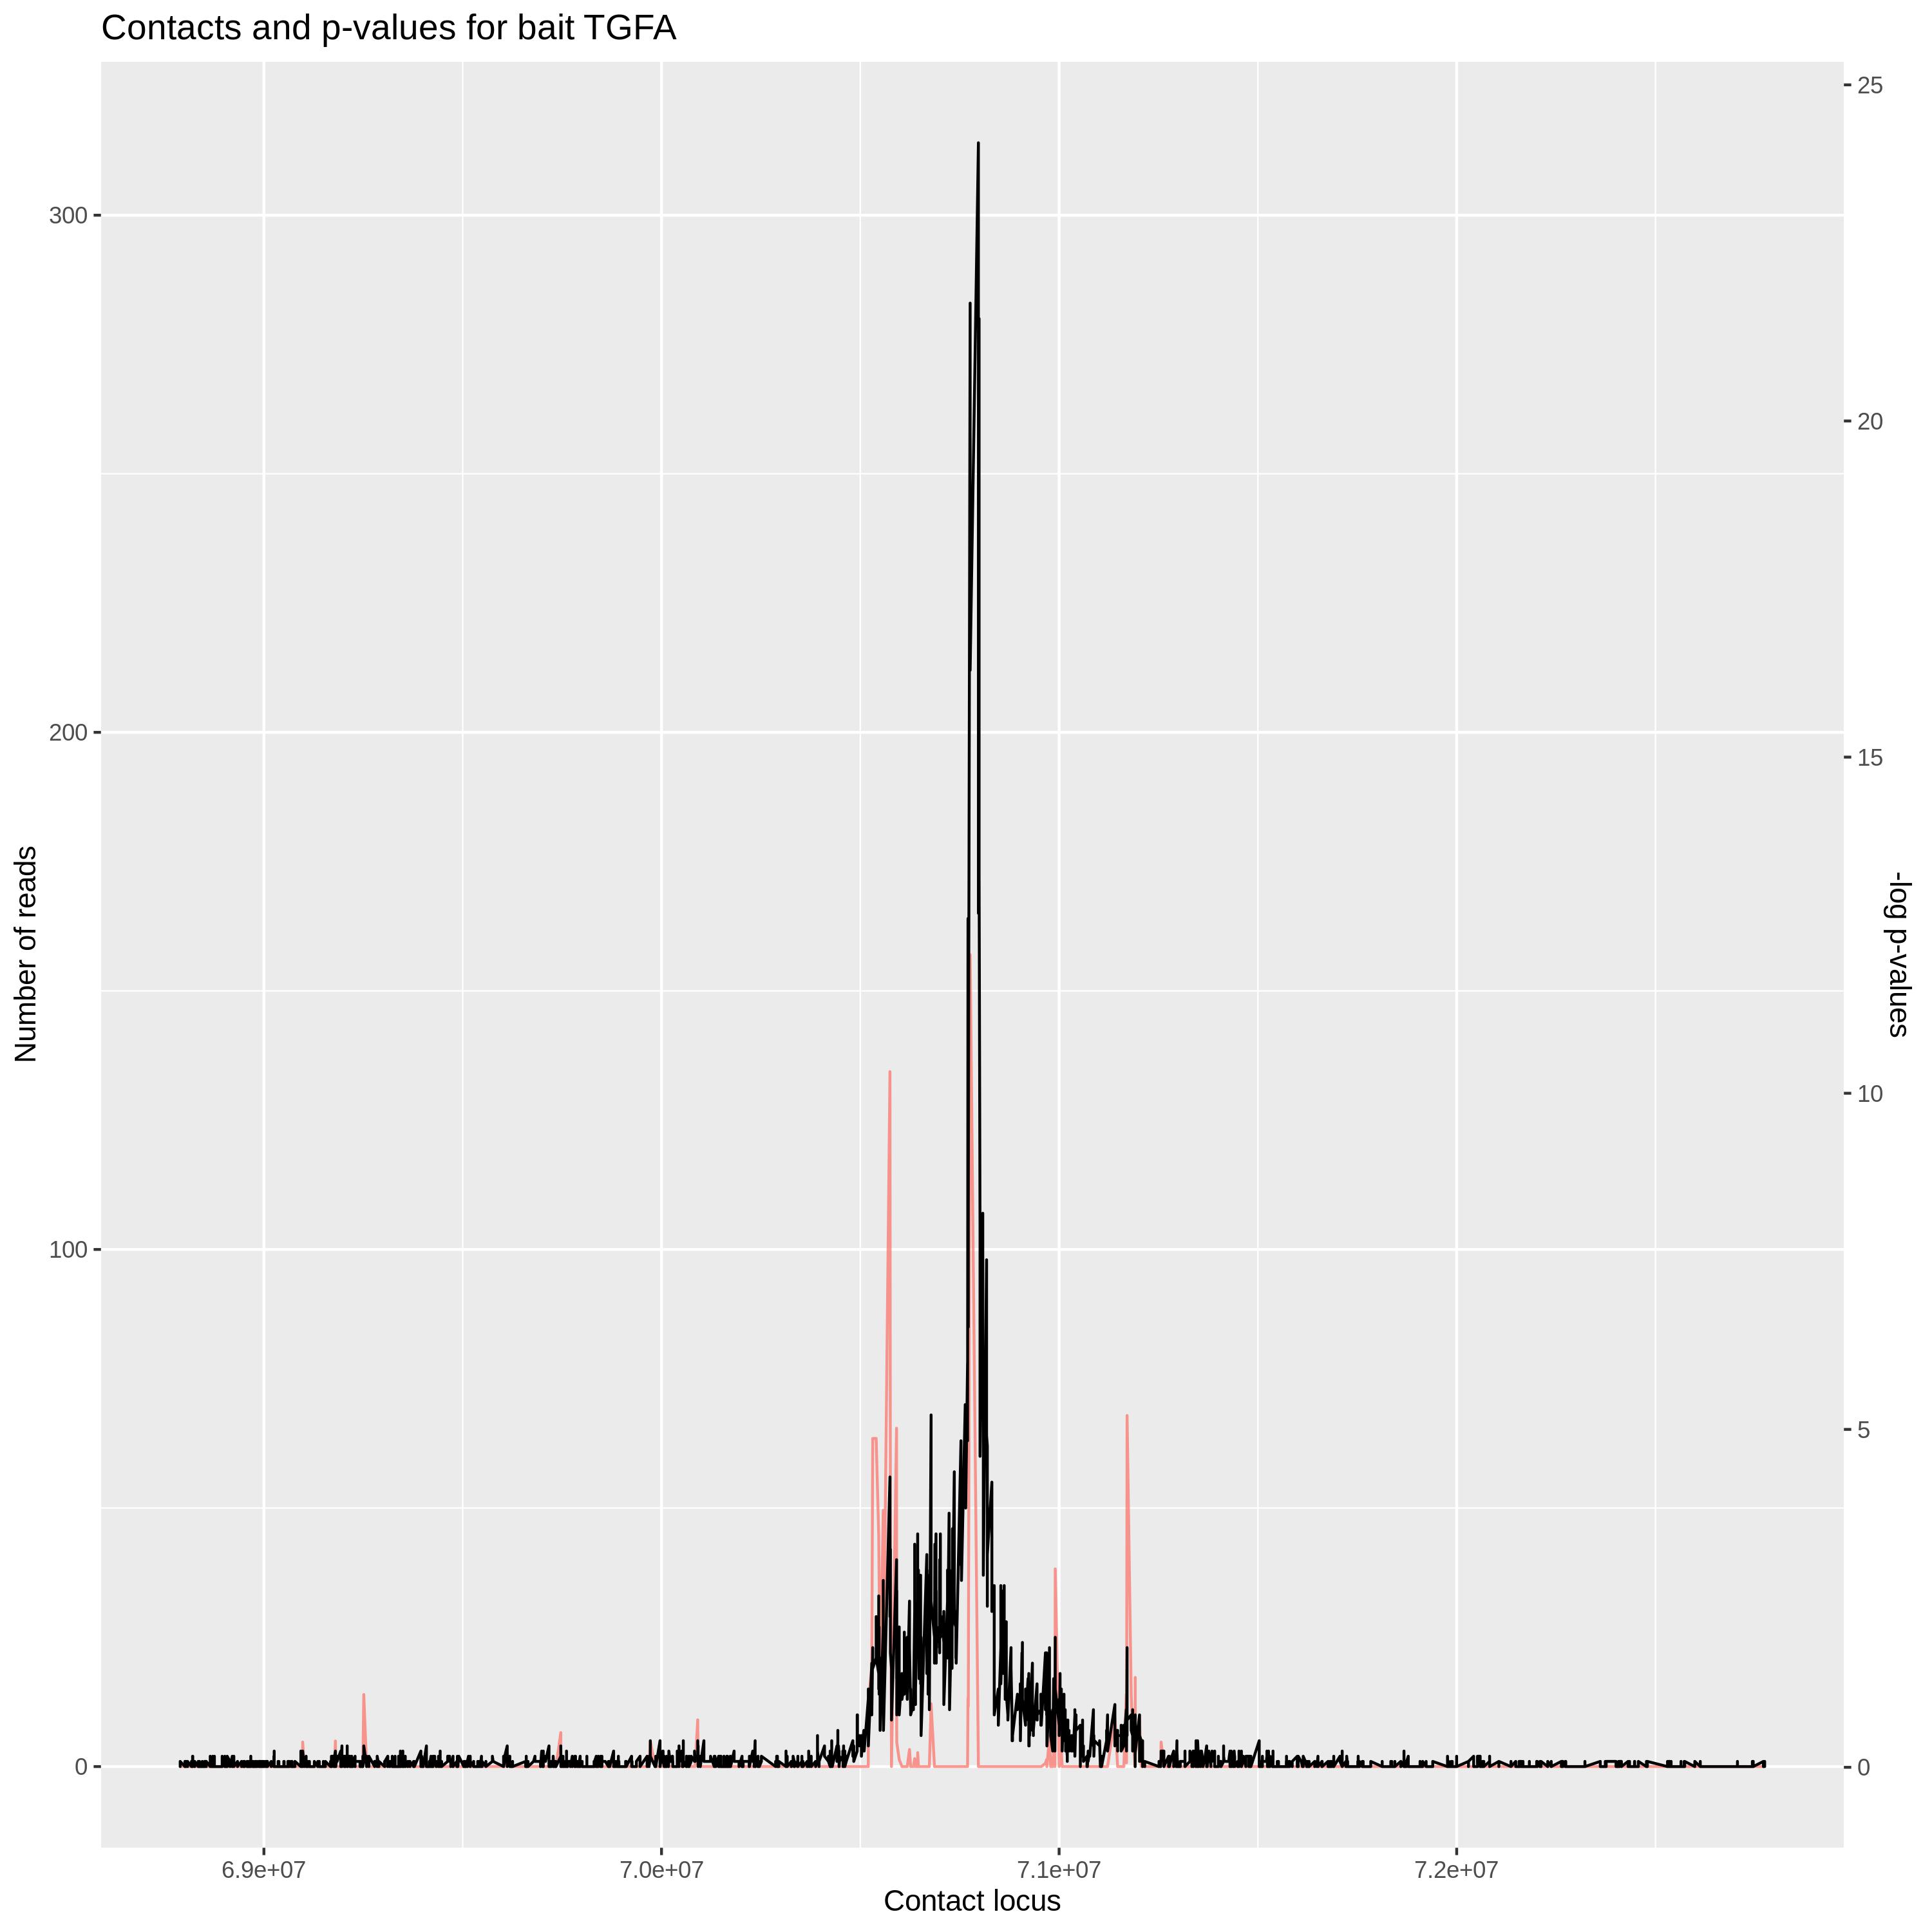 Contacts and p-values for bait TGFA
25
300
20
200
15
Number of reads
-log p-values
10
100
5
0
0
6.9e+07
7.0e+07
7.1e+07
7.2e+07
Contact locus